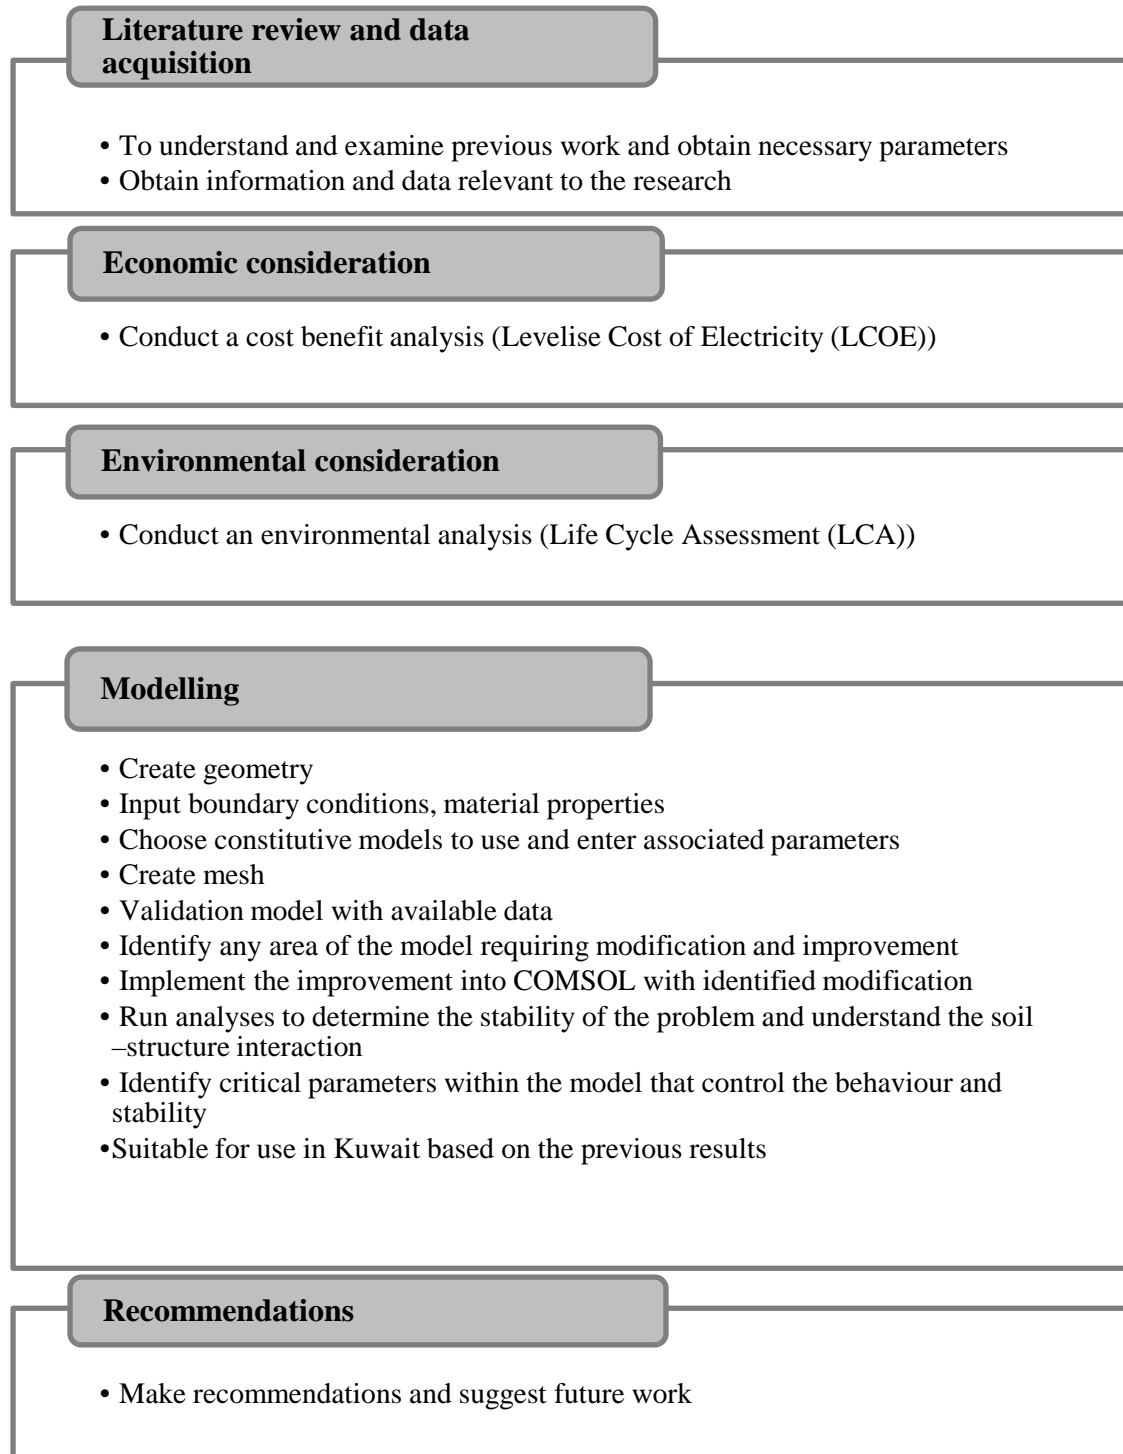 Literature review and data
acquisition
• To understand and examine previous work and obtain necessary parameters
• Obtain information and data relevant to the research
Economic consideration
• Conduct a cost benefit analysis (Levelise Cost of Electricity (LCOE))
Environmental consideration
• Conduct an environmental analysis (Life Cycle Assessment (LCA))
Modelling
• Create geometry
• Input boundary conditions, material properties
• Choose constitutive models to use and enter associated parameters
• Create mesh
• Validation model with available data
• Identify any area of the model requiring modification and improvement
• Implement the improvement into COMSOL with identified modification
• Run analyses to determine the stability of the problem and understand the soil
–structure interaction
• Identify critical parameters within the model that control the behaviour and
stability
•Suitable for use in Kuwait based on the previous results
Recommendations
• Make recommendations and suggest future work